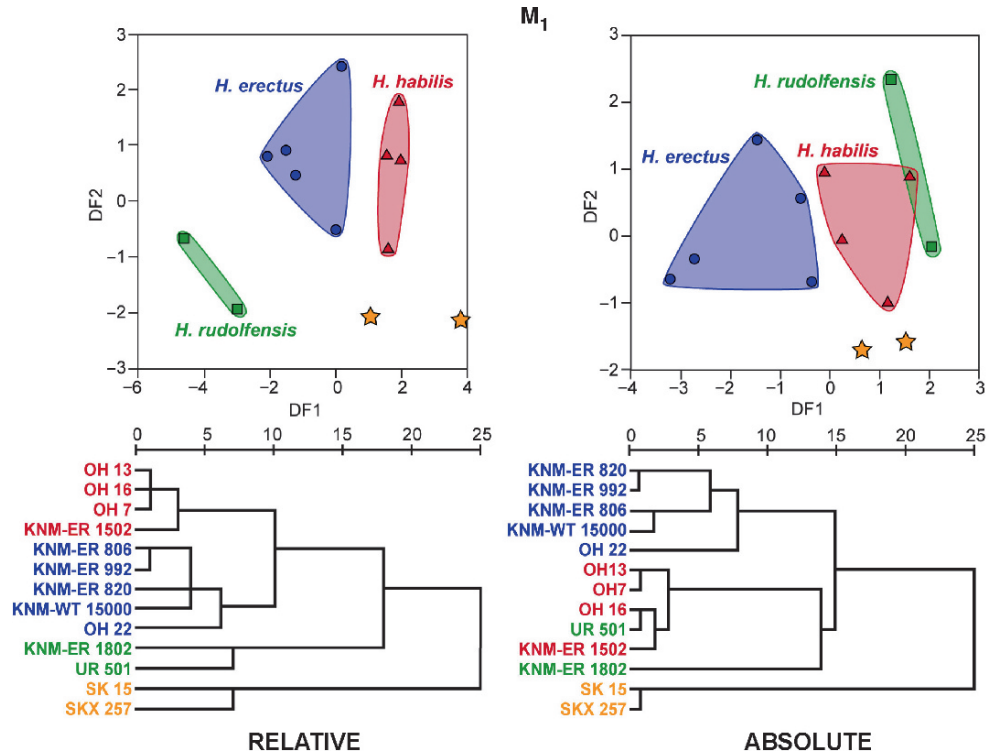 M1
3
2
1
0
−1
−2
−3
DF2
H. erectus
H. habilis
H. rudolfensis
−6
−4
−2
0
2
4
DF1
3
2
1
0
−1
−2
DF2
H. rudolfensis
H. habilis
H. erectus
−4
−3
−2
−1
0
1
2
3
DF1
0 5 10 15 20 25
OH 13
OH 16
OH 7
KNM-ER 1502
KNM-ER 806
KNM-ER 992
KNM-ER 820
KNM-WT 15000
OH 22
KNM-ER 1802
UR 501
SK 15
SKX 257
RELATIVE
0 5 10 15 20 25
KNM-ER 820
KNM-ER 992
KNM-ER 806
KNM-WT 15000
OH 22
OH13
OH7
OH 16
UR 501
KNM-ER 1502
KNM-ER 1802
SK 15
SKX 257
ABSOLUTE